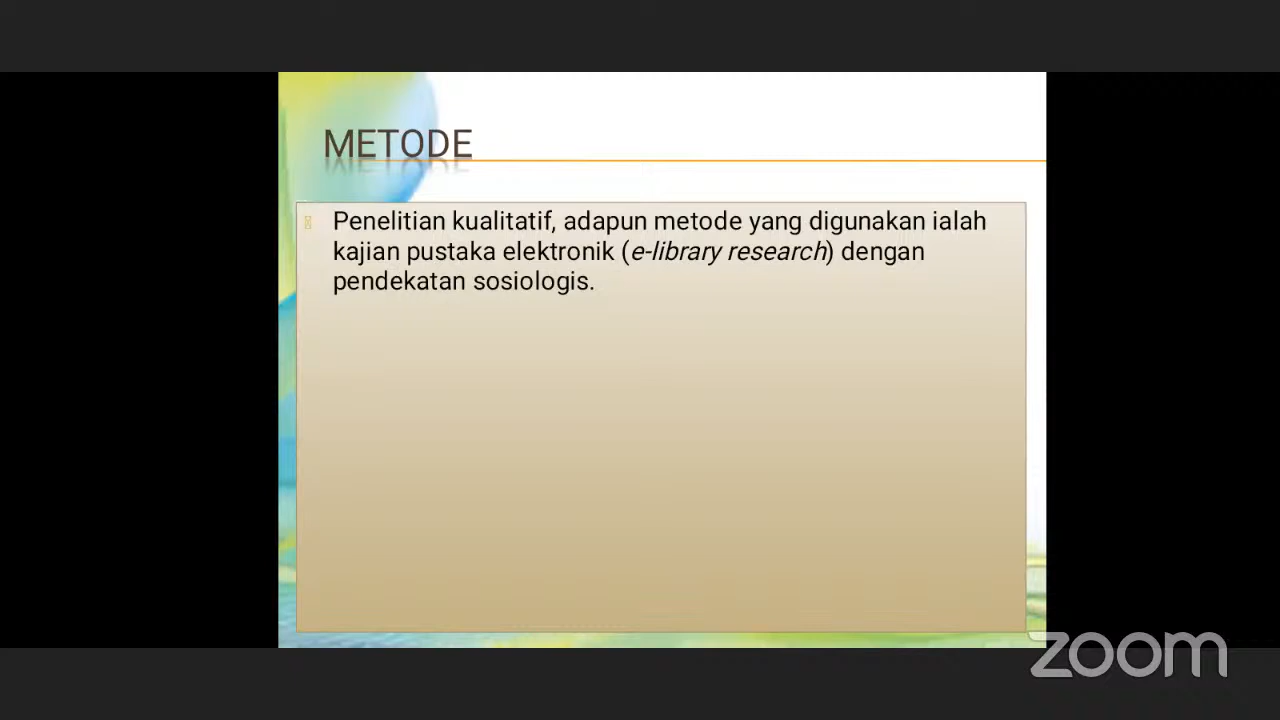 METODE
Penelitian kualitatif, adapun metode yang digunakan ialah
kajian pustaka elektronik (e-library research) dengan
pendekatan sosiologis.
zoom